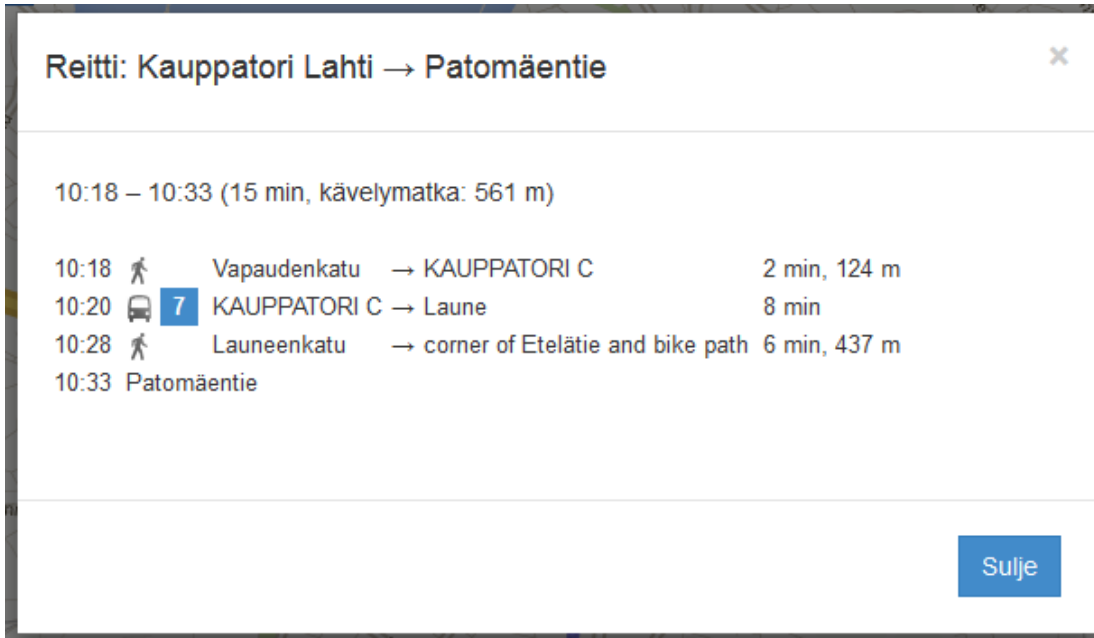 Reitti: Kauppatori Lahti → Patomäentie ×
10:18 – 10:33 (15 min, kävelymatka: 561 m)
10:18 Vapaudenkatu → KAUPPATORI C 2 min, 124 m
10:20 7 KAUPPATORI C → Laune 8 min
10:28 Launeenkatu → corner of Etelätie and bike path 6 min, 437 m
10:33 Patomäentie
Sulje